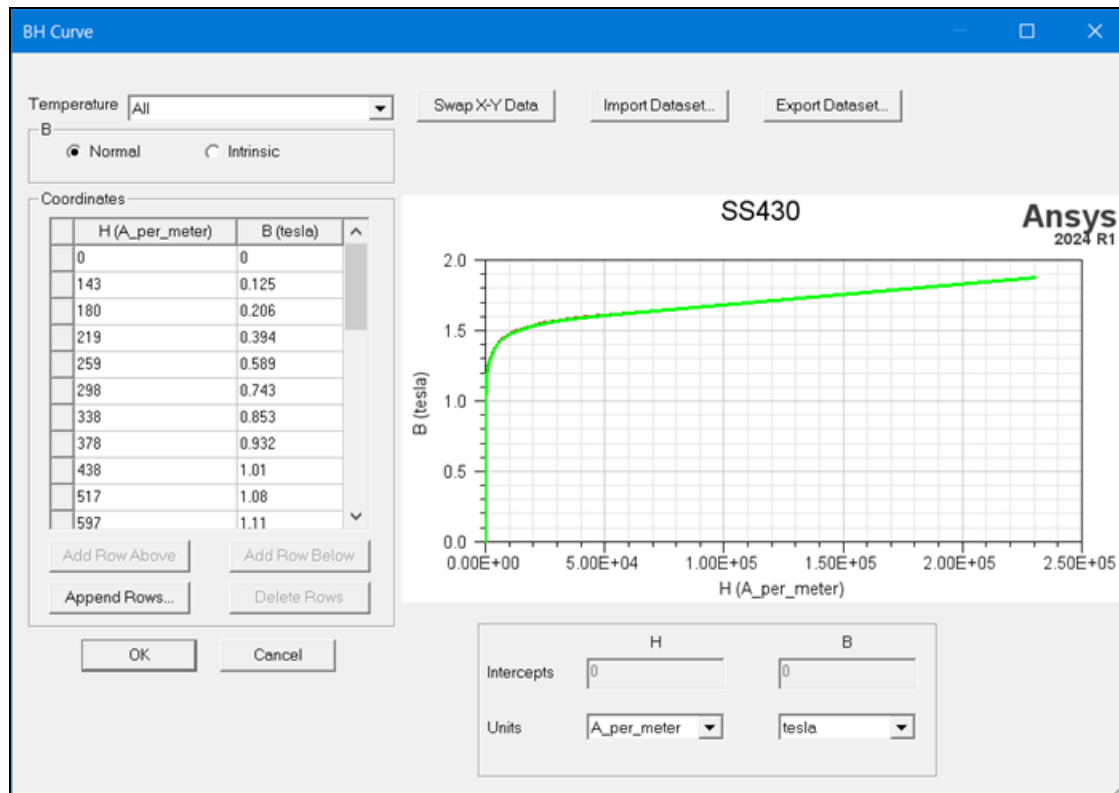 BH Curve
Temperature All
Swap X-Y Data Import Dataset... Export Dataset...
B
Normal Intrinsic
Coordinates
H (A_per_meter) B (tesla)
0 0
143 0.125
180 0.206
219 0.394
259 0.589
298 0.743
338 0.853
378 0.932
438 1.01
517 1.08
597 1.11
Add Row Above Add Row Below
Append Rows... Delete Rows
OK Cancel
SS430
Ansys
2024 R1
2.0
1.5
1.0
0.5
0.0
B (tesla)
0.00E+00 5.00E+04 1.00E+05 1.50E+05 2.00E+05 2.50E+05
H (A_per_meter)
H B
Intercepts 0 0
Units A_per_meter tesla